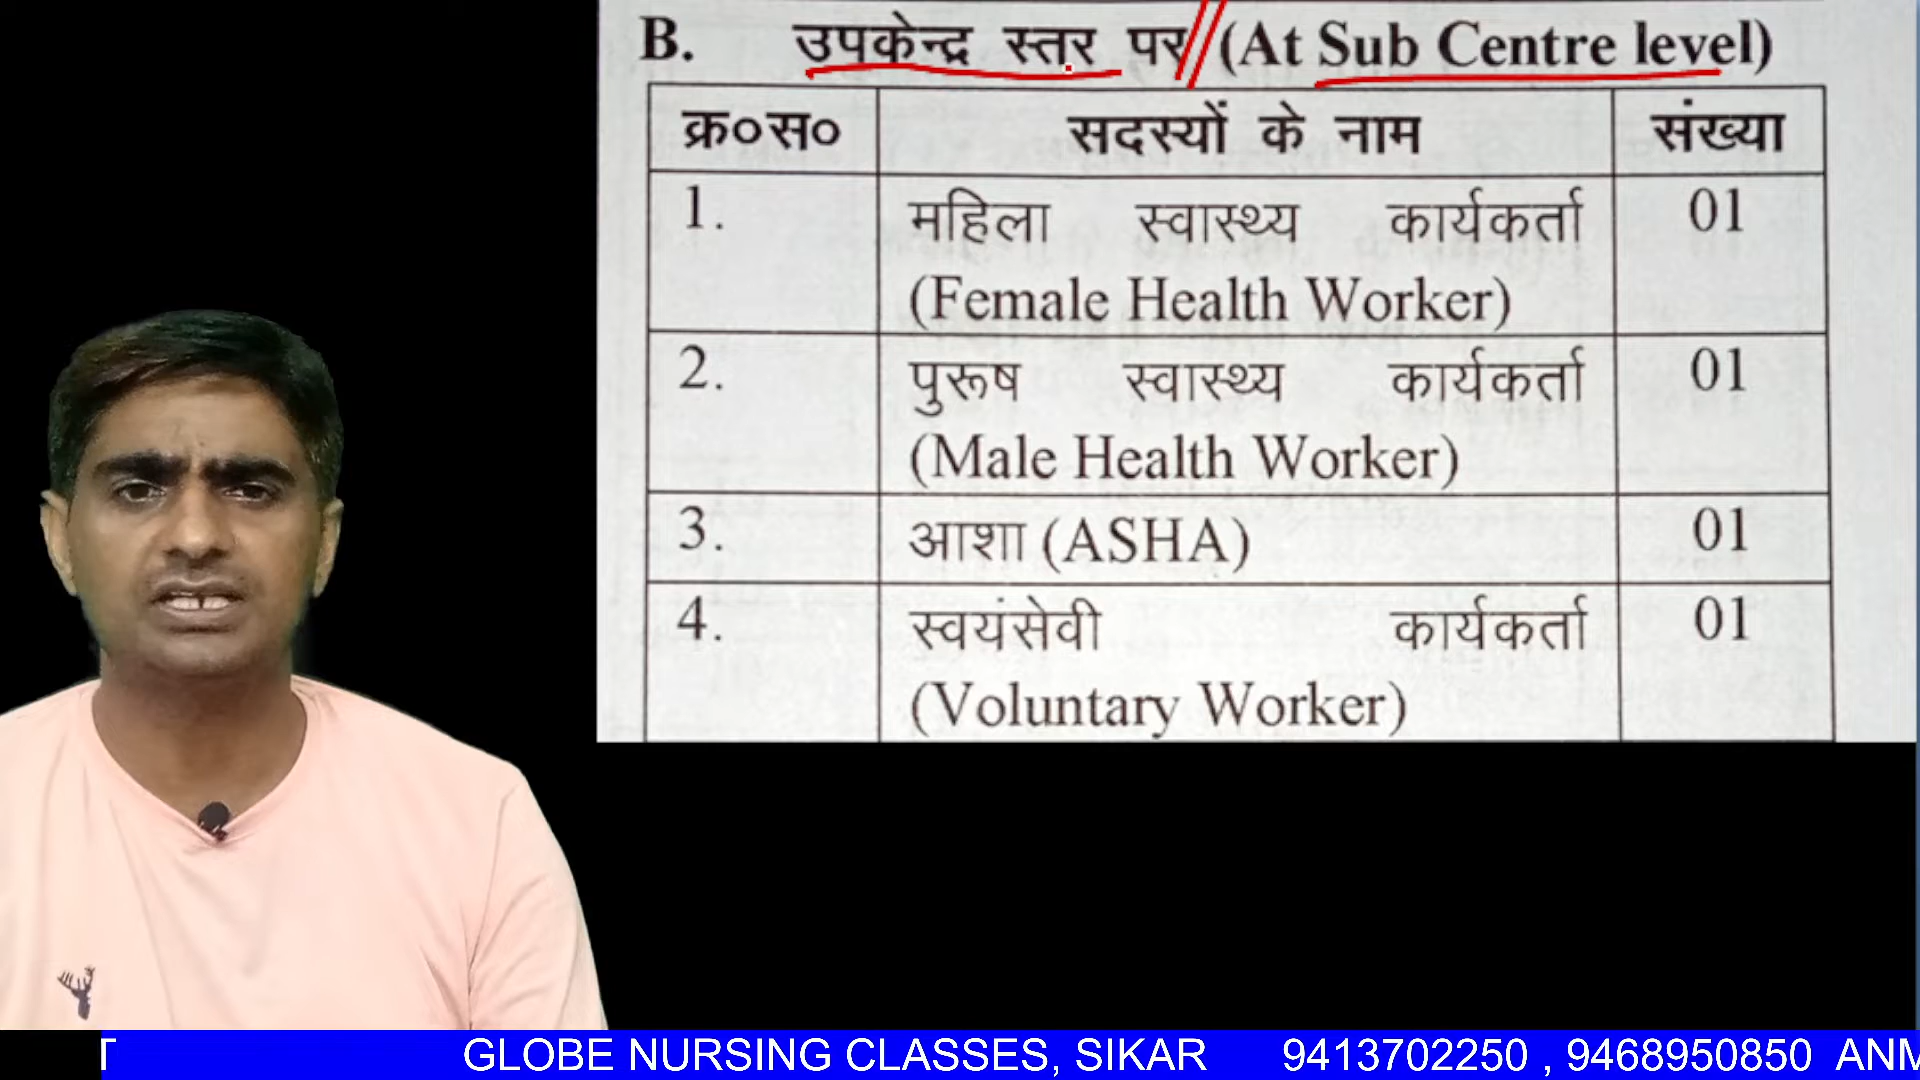 B. उपकेन्द्र स्तर पर (At Sub Centre level)
क्र०स० सदस्यों के नाम संख्या
1. महिला स्वास्थ्य कार्यकर्ता 01
(Female Health Worker)
2. पुरूष स्वास्थ्य कार्यकर्ता 01
(Male Health Worker)
3. आशा (ASHA) 01
4. स्वयंसेवी कार्यकर्ता 01
(Voluntary Worker)
T GLOBE NURSING CLASSES, SIKAR 9413702250 , 9468950850 ANM